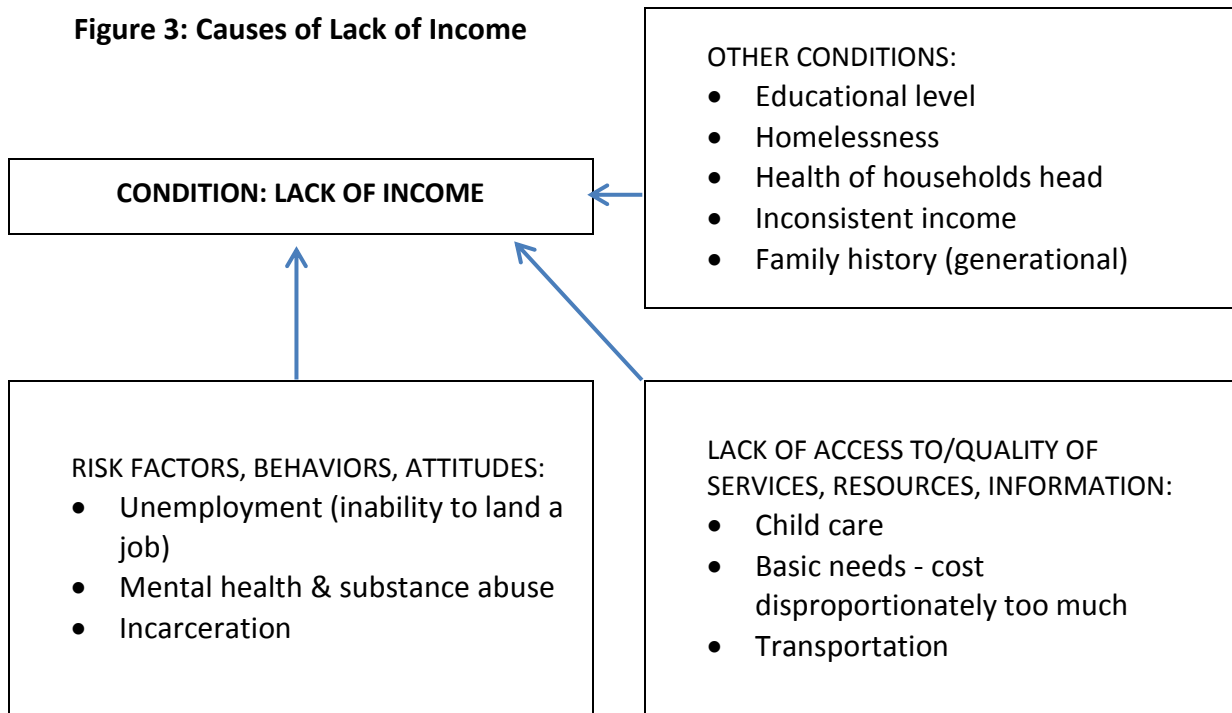 Figure 3: Causes of Lack of Income
CONDITION: LACK OF INCOME
OTHER CONDITIONS:
• Educational level
• Homelessness
• Health of households head
• Inconsistent income
• Family history (generational)
RISK FACTORS, BEHAVIORS, ATTITUDES:
• Unemployment (inability to land a
job)
• Mental health & substance abuse
• Incarceration
LACK OF ACCESS TO/QUALITY OF
SERVICES, RESOURCES, INFORMATION:
• Child care
• Basic needs - cost
disproportionately too much
• Transportation